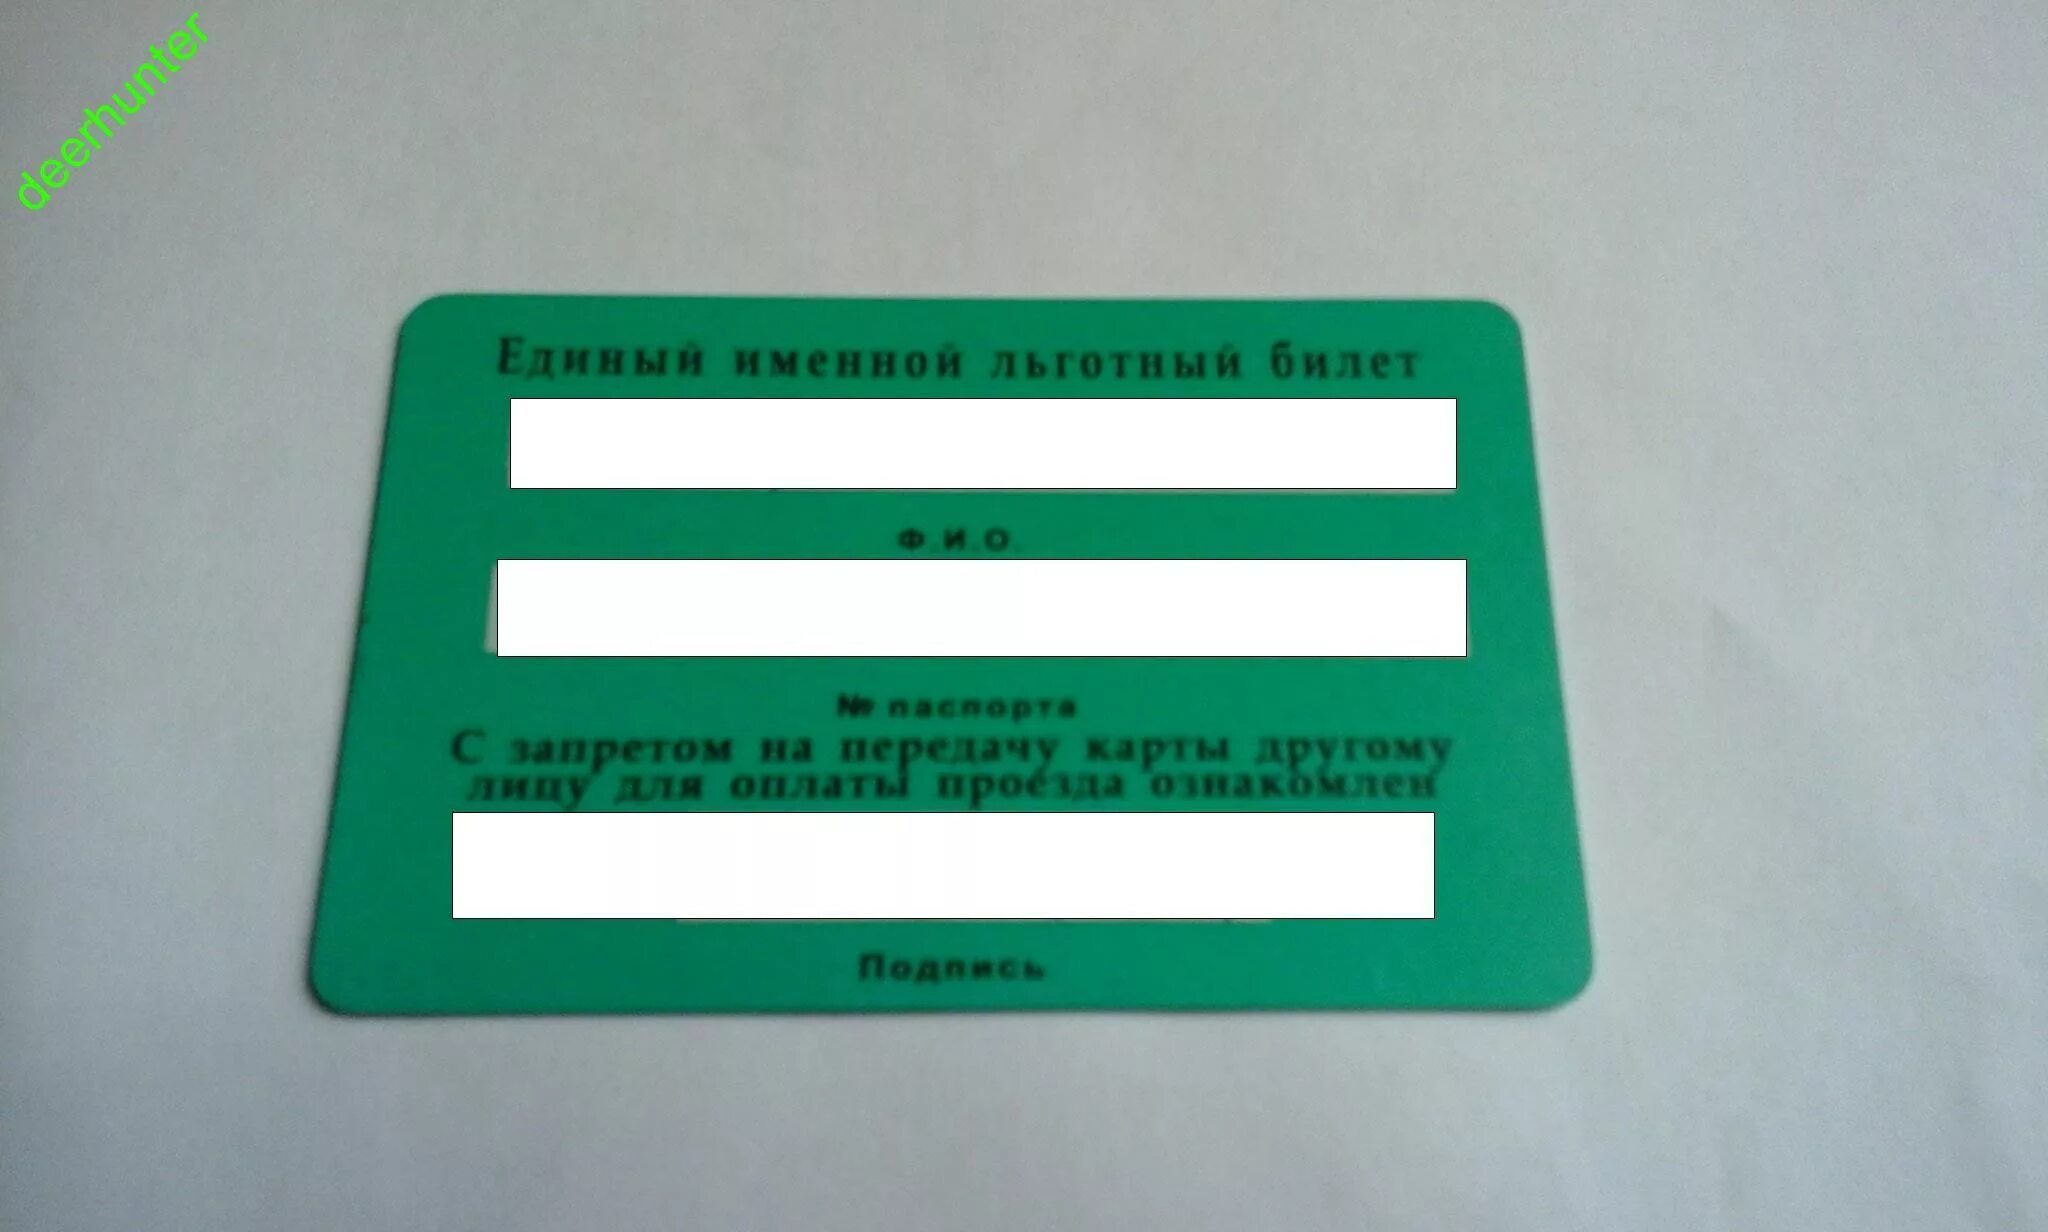 deerhunter
Единый именной льготный билет
Ф.И.О.
№ паспорта
С запретом на передачу карты другому
лицу для оплаты проезда ознакомлен
Подпись